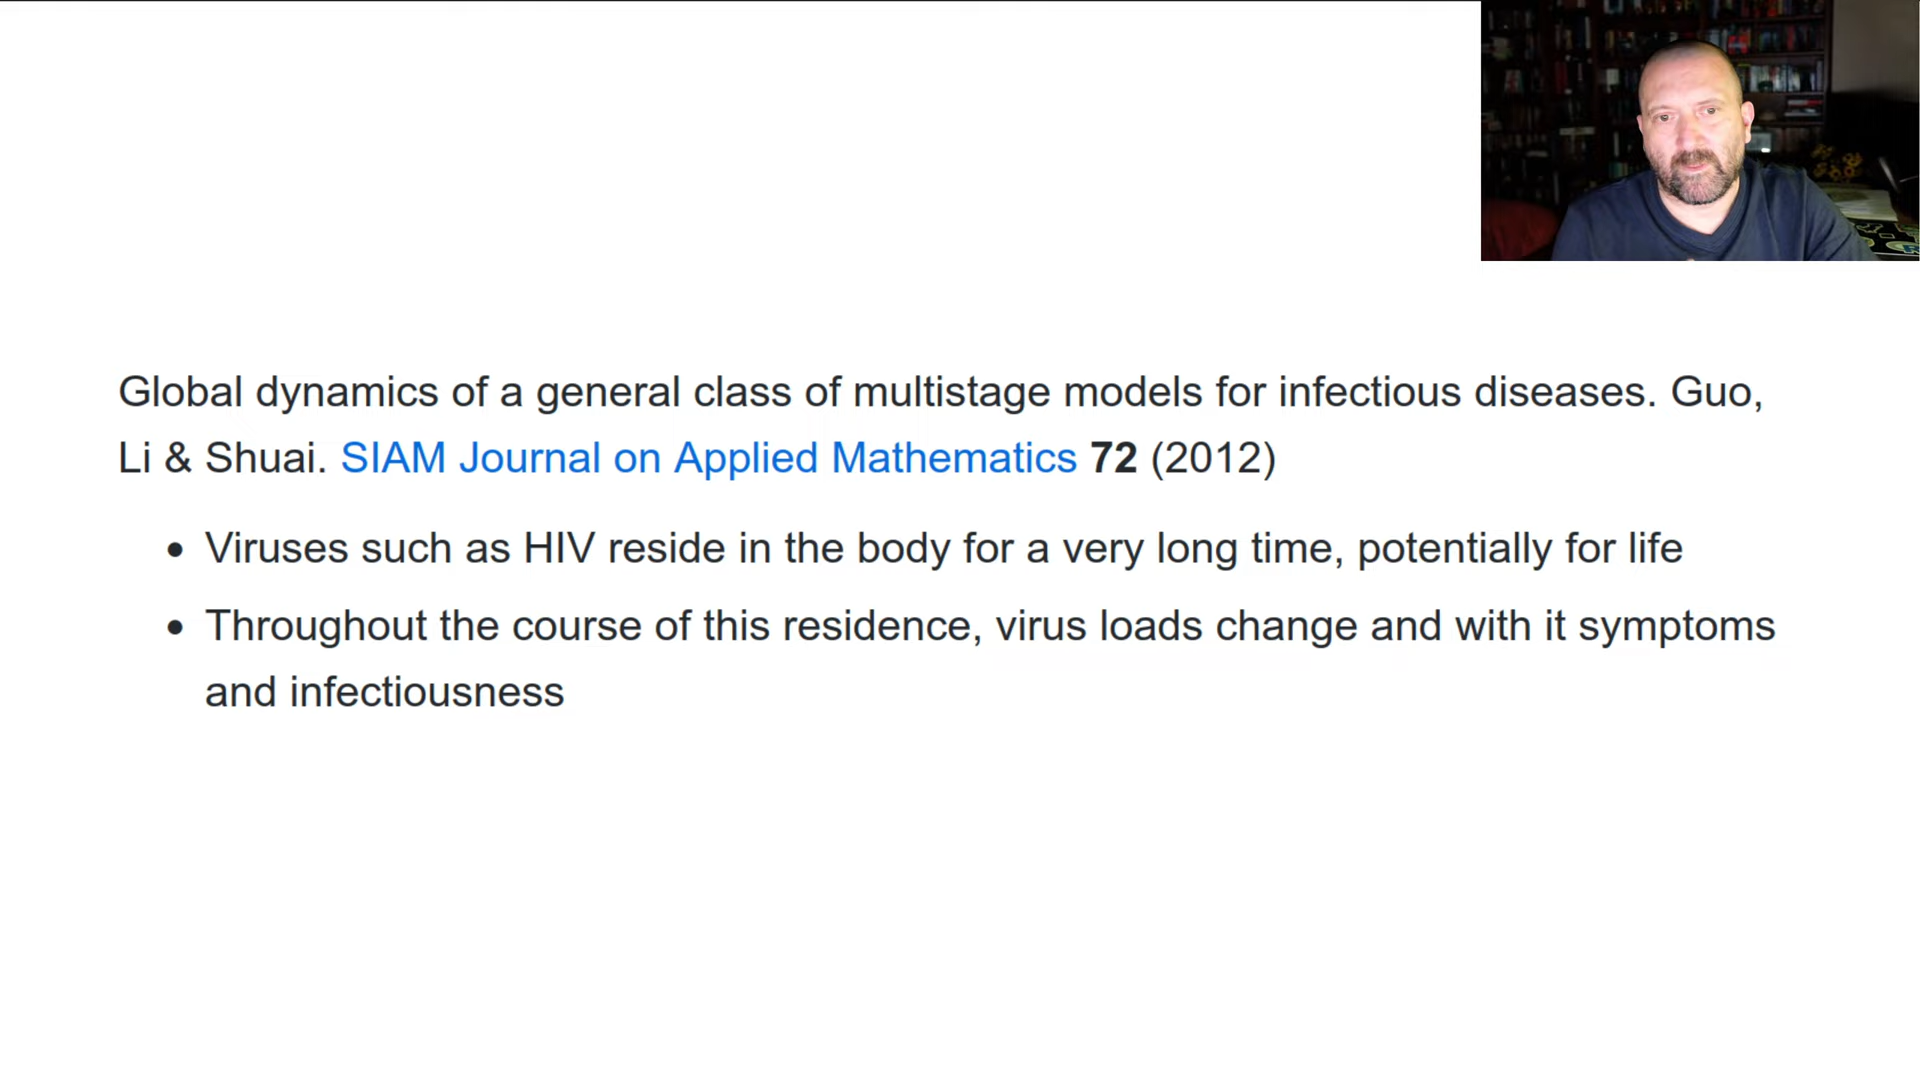 Global dynamics of a general class of multistage models for infectious diseases. Guo,
Li & Shuai. SIAM Journal on Applied Mathematics 72 (2012)
• Viruses such as HIV reside in the body for a very long time, potentially for life
• Throughout the course of this residence, virus loads change and with it symptoms
and infectiousness